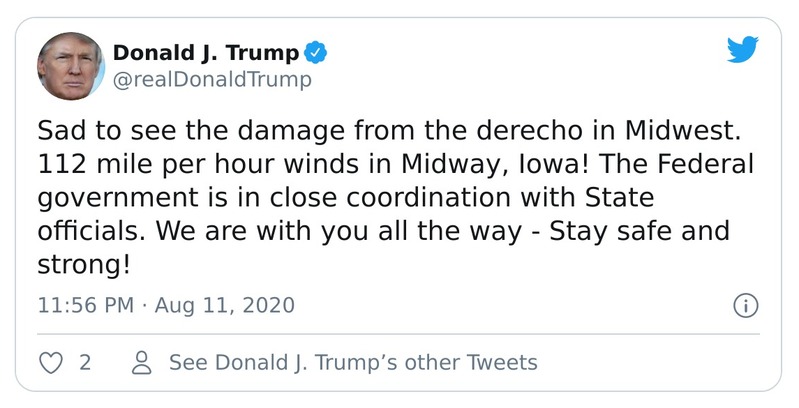 Donald J. Trump
@realDonaldTrump
Sad to see the damage from the derecho in Midwest.
112 mile per hour winds in Midway, Iowa! The Federal
government is in close coordination with State
officials. We are with you all the way - Stay safe and
strong!
11:56 PM · Aug 11, 2020
2 See Donald J. Trump’s other Tweets